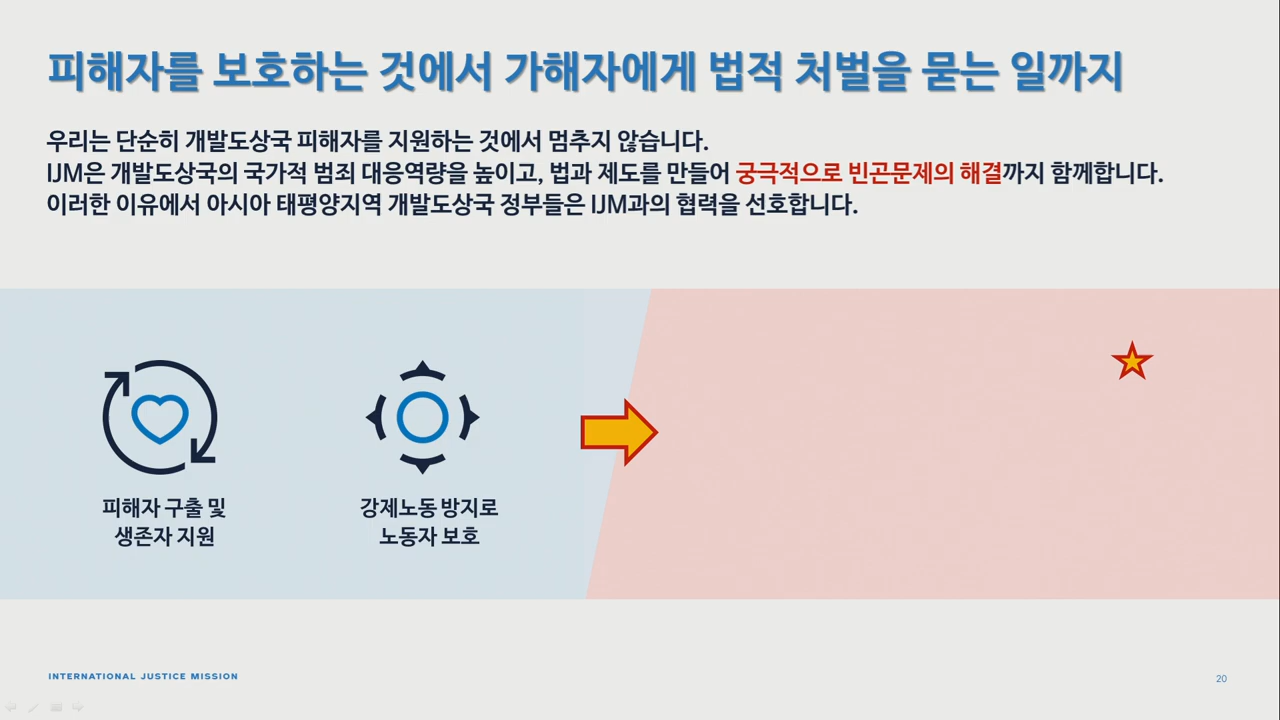 피해자를 보호하는 것에서 가해자에게 법적 처벌을 묻는 일까지
우리는 단순히 개발도상국 피해자를 지원하는 것에서 멈추지 않습니다.
IJM은 개발도상국의 국가적 범죄 대응역량을 높이고, 법과 제도를 만들어 궁극적으로 빈곤문제의 해결까지 함께합니다.
이러한 이유에서 아시아 태평양지역 개발도상국 정부들은 IJM과의 협력을 선호합니다.
피해자 구출 및
생존자 지원
강제노동 방지로
노동자 보호
INTERNATIONAL JUSTICE MISSION
20